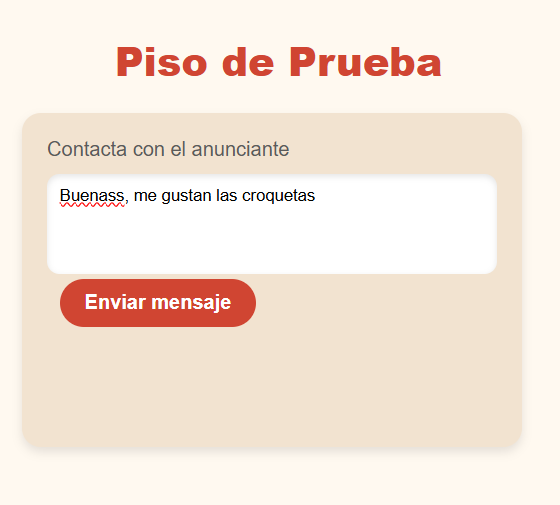 Piso de Prueba
Contacta con el anunciante
Buenass, me gustan las croquetas
Enviar mensaje